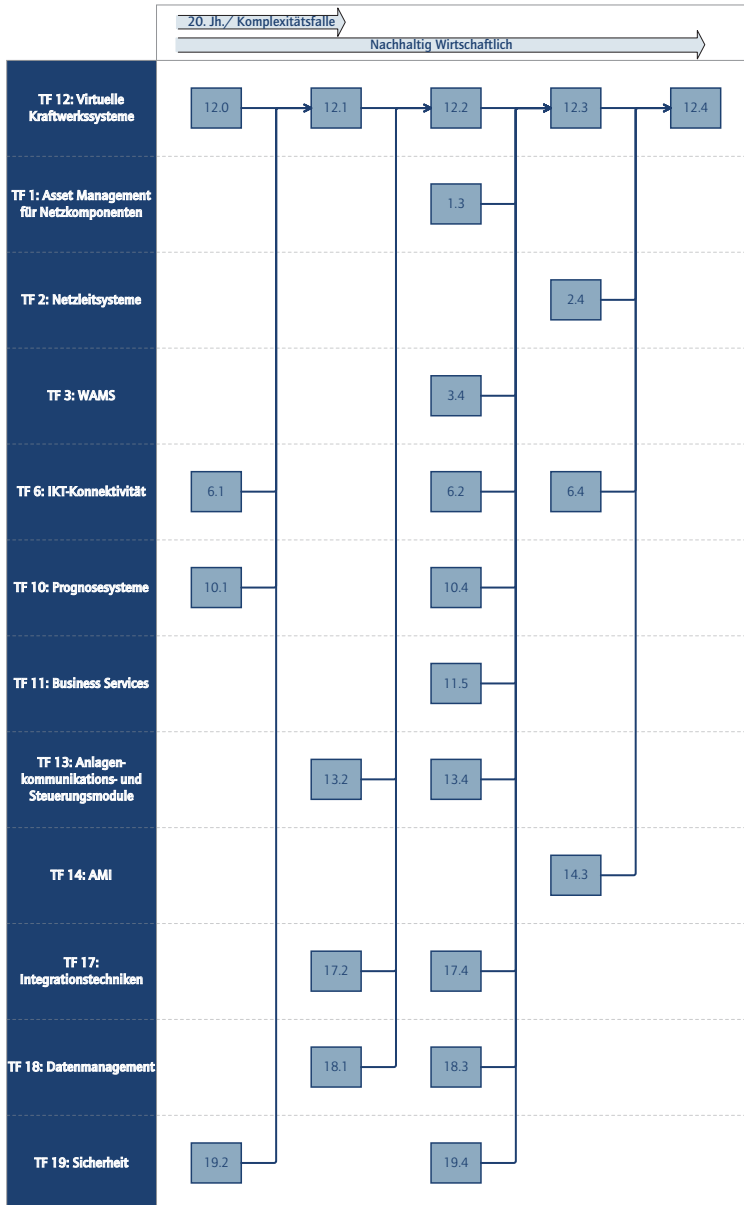 20. Jh./ Komplexitätsfalle
Nachhaltig Wirtschaftlich
TF 12: Virtuelle
Kraftwerkssysteme
12.0
12.1
12.2
12.3
12.4
TF 1: Asset Management
für Netzkomponenten
1.3
TF 2: Netzleitsysteme
2.4
TF 3: WAMS
3.4
TF 6: IKT-Konnektivität
6.1
6.2
6.4
TF 10: Prognosesysteme
10.1
10.4
TF 11: Business Services
11.5
TF 13: Anlagen-
kommunikations- und
Steuerungsmodule
13.2
13.4
TF 14: AMI
14.3
TF 17:
Integrationstechniken
17.2
17.4
TF 18: Datenmanagement
18.1
18.3
TF 19: Sicherheit
19.2
19.4